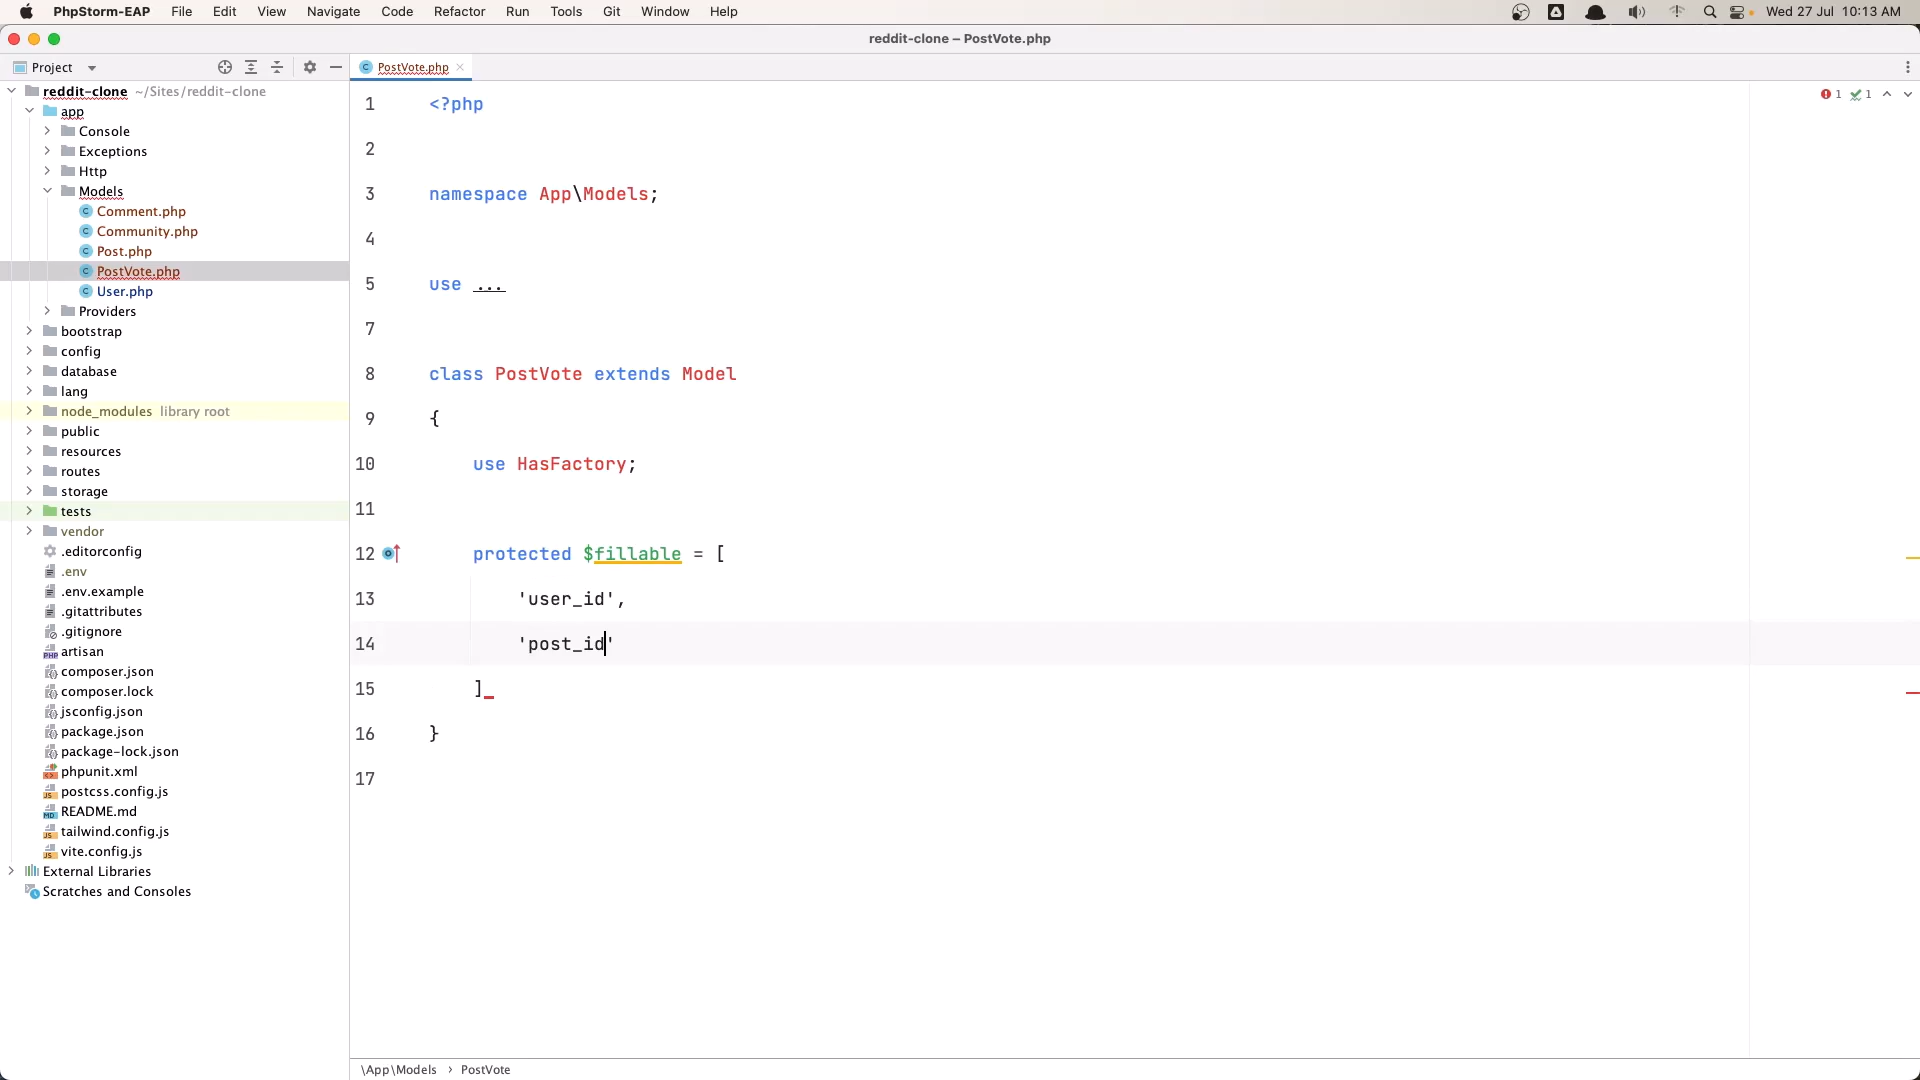 PhpStorm-EAP File Edit View Navigate Code Refactor Run Tools Git Window Help Wed 27 Jul 10:13 AM
reddit-clone – PostVote.php
Project
PostVote.php
reddit-clone ~/Sites/reddit-clone
app
Console
Exceptions
Http
Models
Comment.php
Community.php
Post.php
PostVote.php
User.php
Providers
bootstrap
config
database
lang
node_modules library root
public
resources
routes
storage
tests
vendor
.editorconfig
.env
.env.example
.gitattributes
.gitignore
artisan
composer.json
composer.lock
jsconfig.json
package.json
package-lock.json
phpunit.xml
postcss.config.js
README.md
tailwind.config.js
vite.config.js
External Libraries
Scratches and Consoles
1 <?php
2
3 namespace App\Models;
4
5 use ...
7
8 class PostVote extends Model
9 {
10 use HasFactory;
11
12 protected $fillable = [
13 'user_id',
14 'post_id'
15 ]
16 }
17
1 1
\App\Models › PostVote